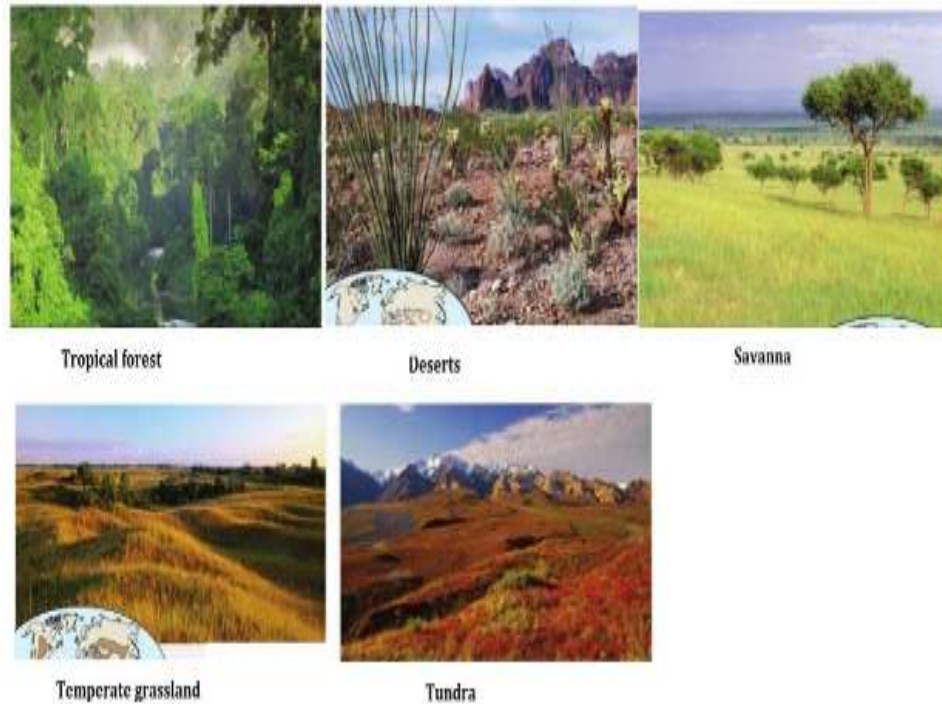 Tropical forest
Deserts
Savanna
Temperate grassland
Tundra